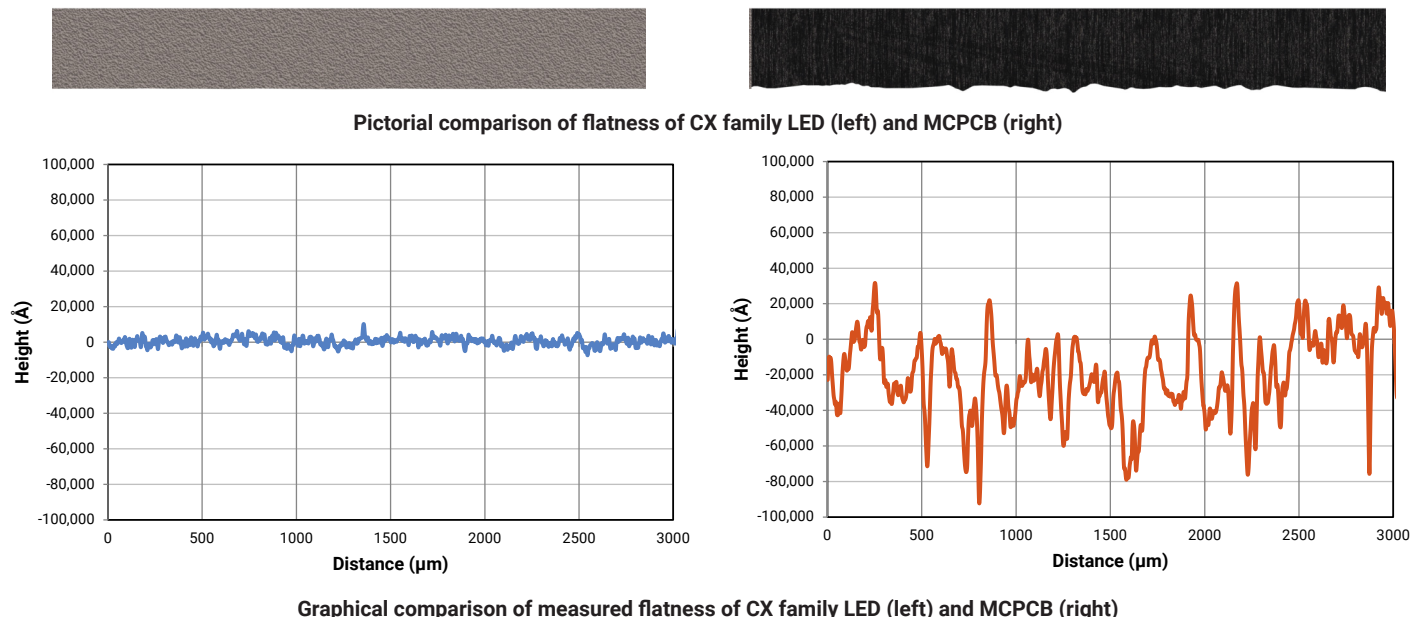 Pictorial comparison of flatness of CX family LED (left) and MCPCB (right)
100,000
80,000
60,000
40,000
20,000
0
-20,000
-40,000
-60,000
-80,000
-100,000
Height (Å)
0 500 1000 1500 2000 2500 3000
Distance (µm)
100,000
80,000
60,000
40,000
20,000
0
-20,000
-40,000
-60,000
-80,000
-100,000
Height (Å)
0 500 1000 1500 2000 2500 3000
Distance (µm)
Graphical comparison of measured flatness of CX family LED (left) and MCPCB (right)